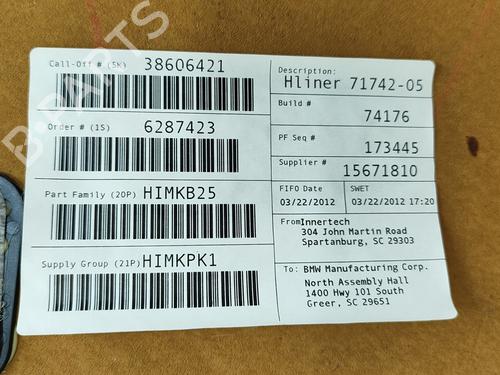 Call-Off # (5K) 38606421
Order # (1S) 6287423
Part Family (20P) HIMKB25
Supply Group (21P) HIMKPK1
Description:
Hliner 71742-05
Build #
74176
PF Seq #
173445
Supplier #
15671810
FIFO Date
03/22/2012
SWET
03/22/2012 17:20
From Innertech
304 John Martin Road
Spartanburg, SC 29303
To: BMW Manufacturing Corp.
North Assembly Hall
1400 Hwy 101 South
Greer, SC 29651
B-PARTS